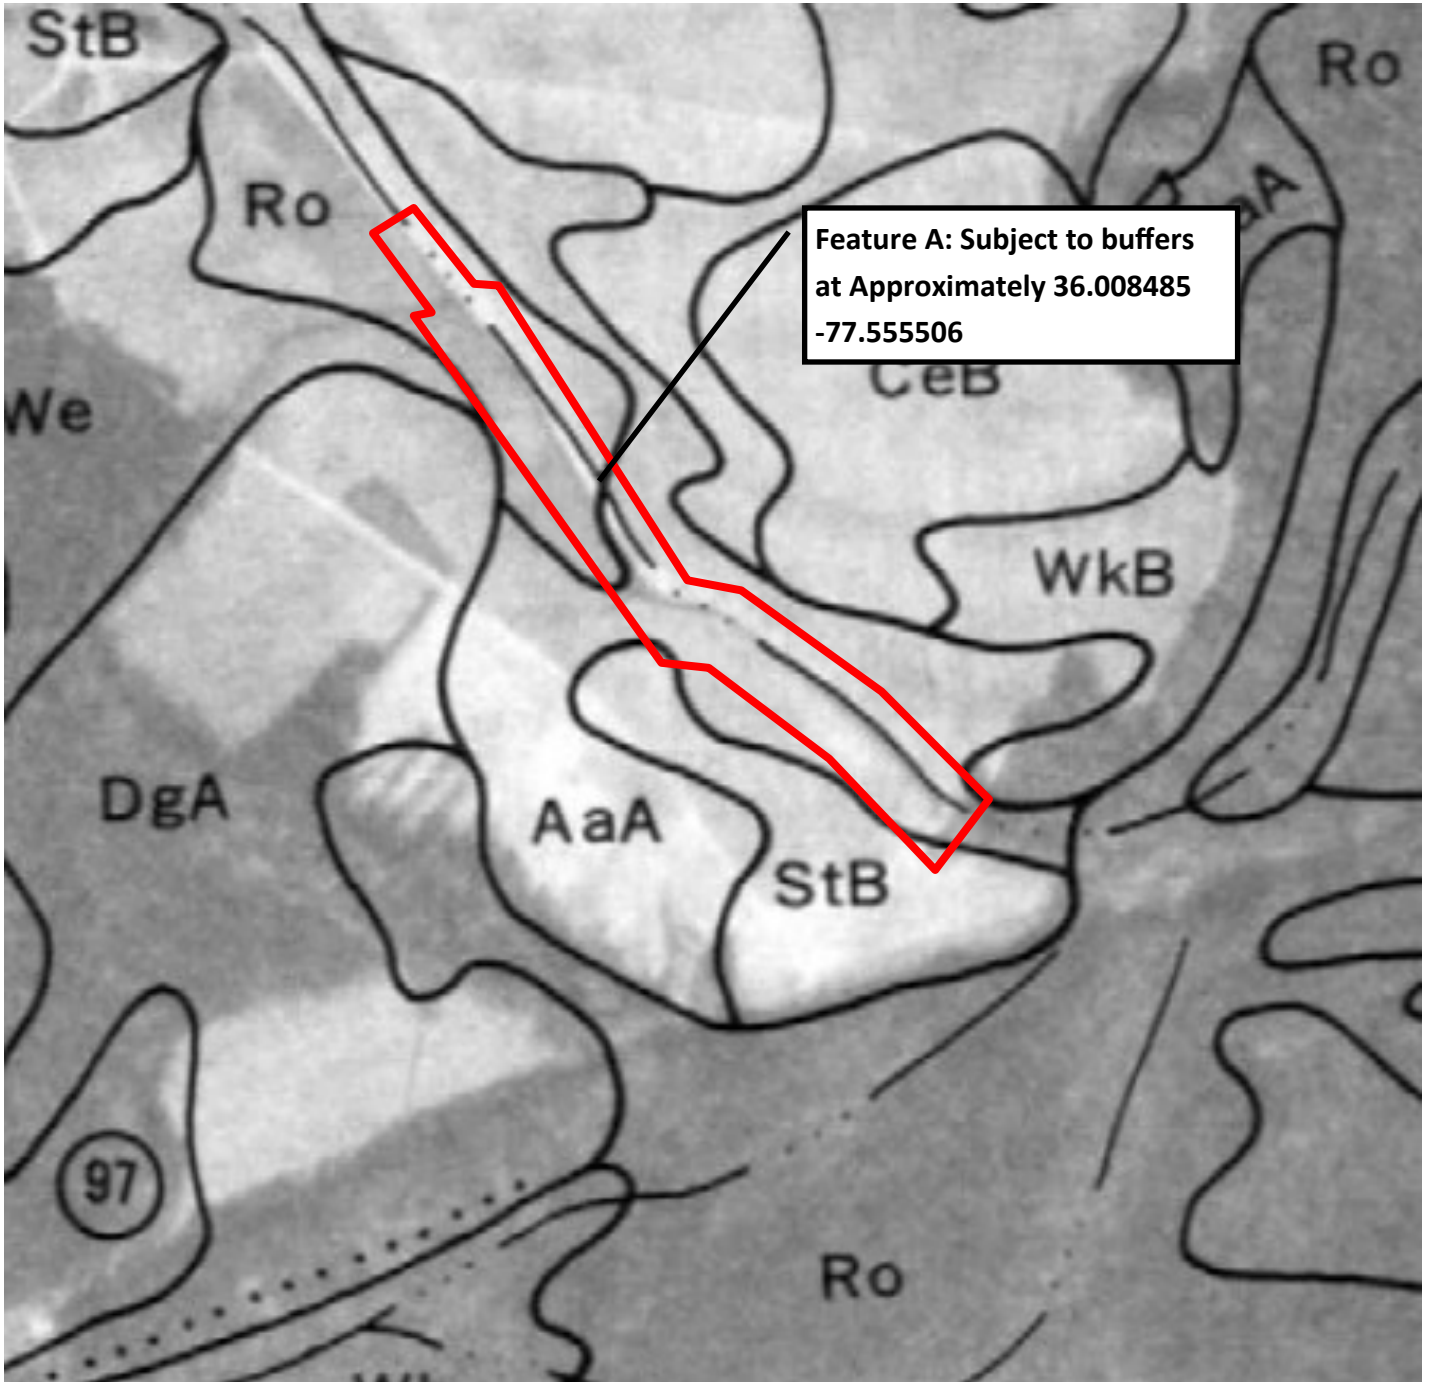 StB
Ro
Ro
aA
Feature A: Subject to buffers
at Approximately 36.008485
-77.555506
CeB
We
WkB
DgA
AaA
StB
97
Ro